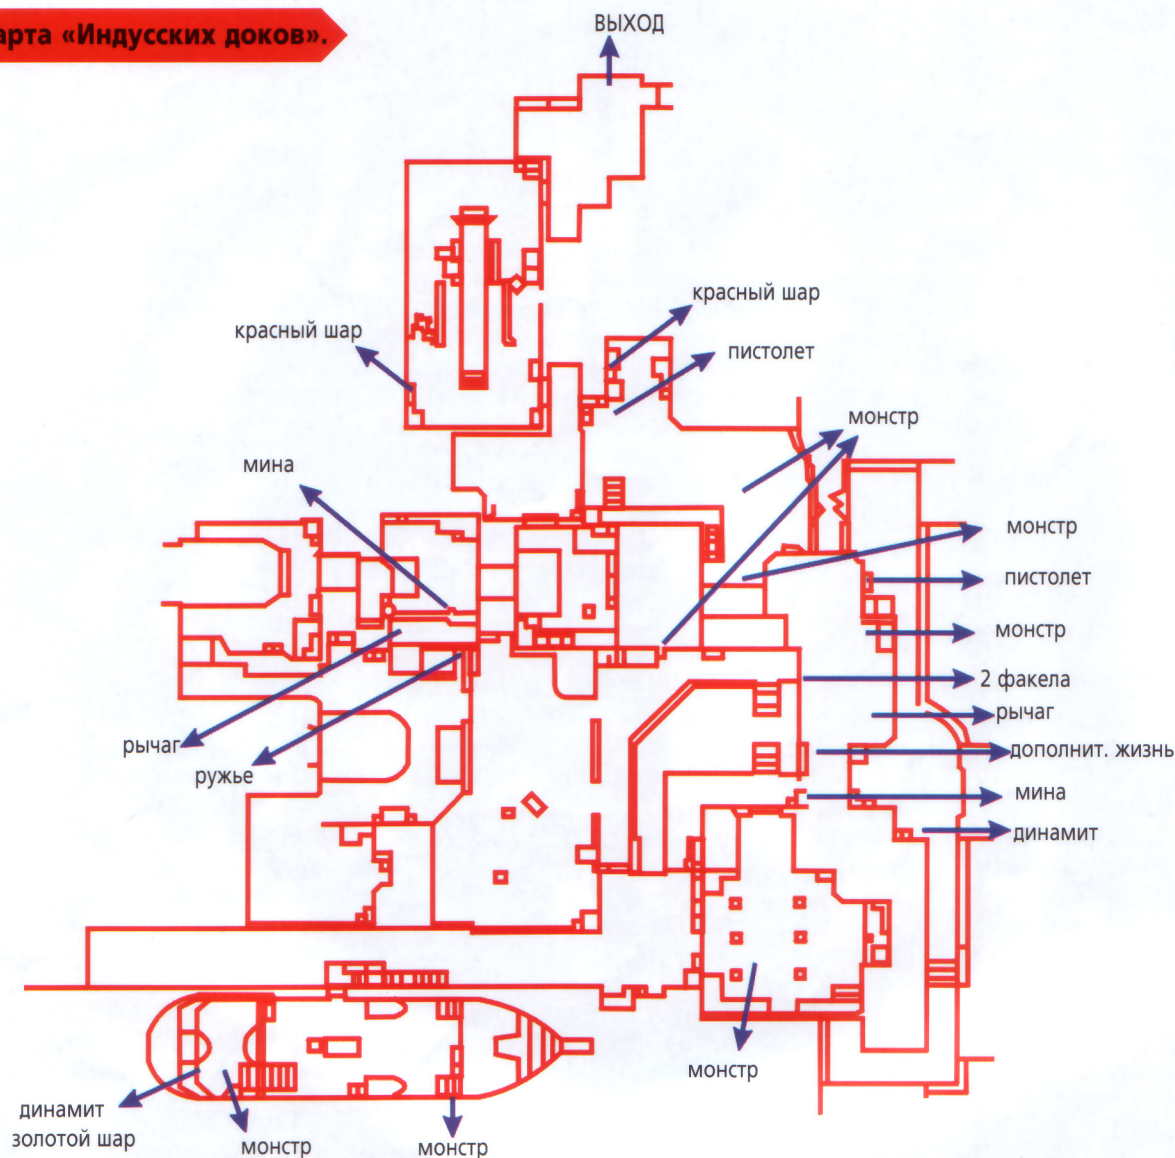 арта «Индусских доков».
ВЫХОД
красный шар
красный шар
пистолет
монстр
мина
монстр
пистолет
монстр
2 факела
рычаг
рычаг
дополнит. жизнь
ружье
мина
динамит
монстр
динамит
золотой шар
монстр
монстр